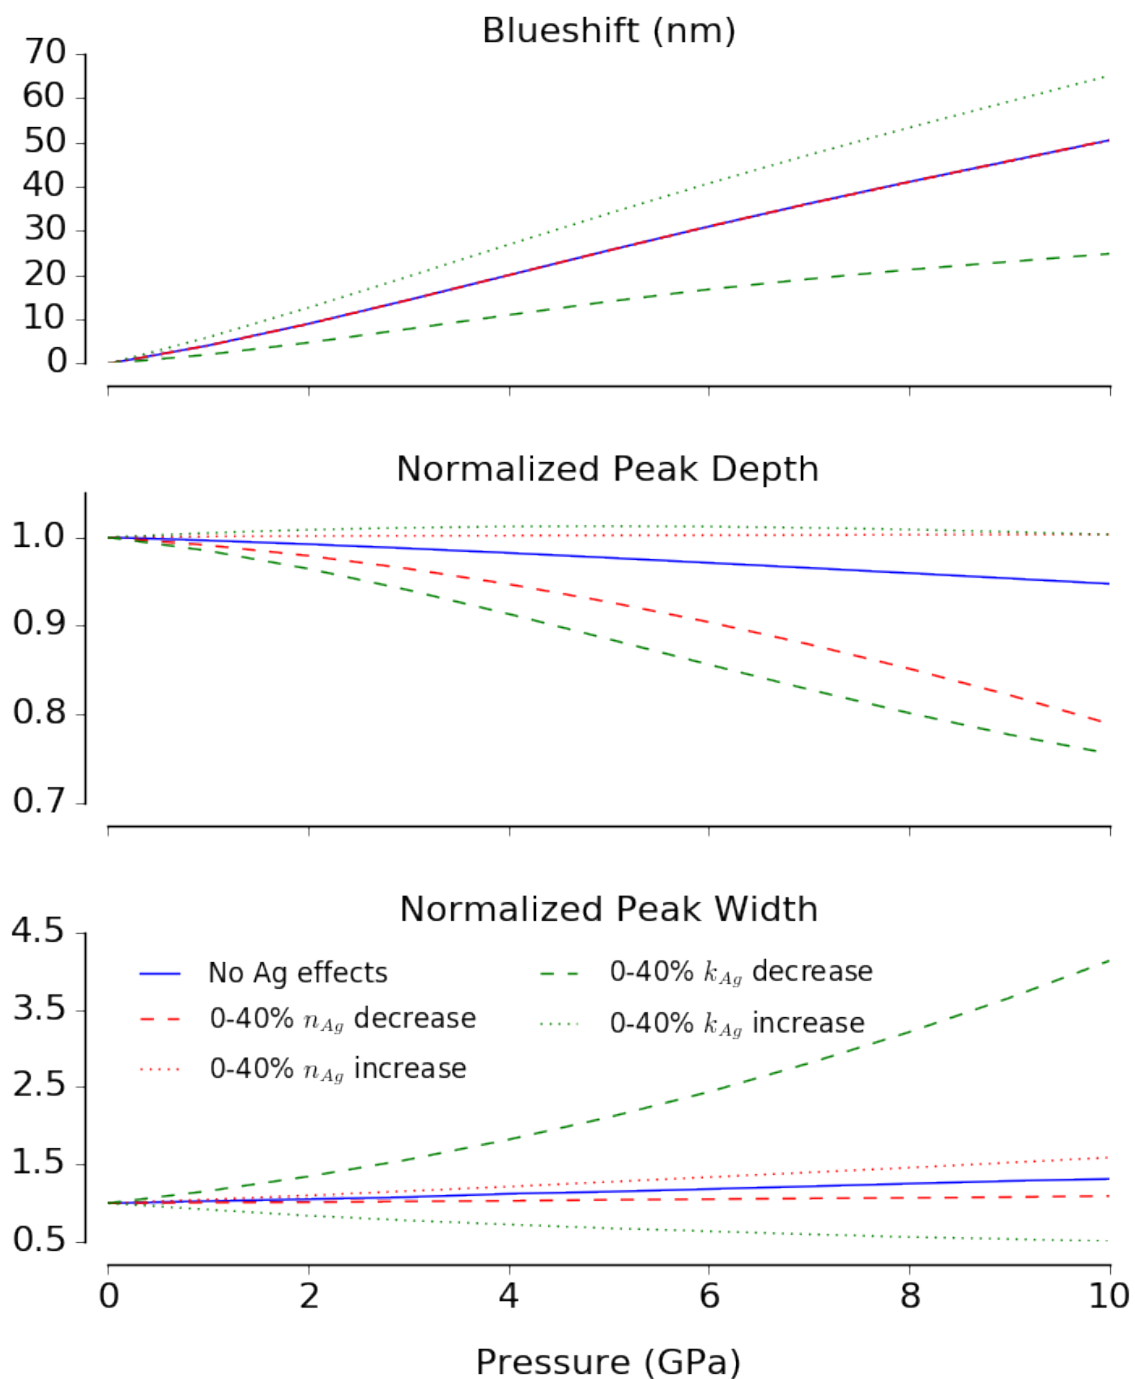 Blueshift (nm)
70
60
50
40
30
20
10
0
Normalized Peak Depth
1.0
0.9
0.8
0.7
Normalized Peak Width
4.5
3.5
2.5
1.5
0.5
No Ag effects
0-40% n_Ag decrease
0-40% n_Ag increase
0-40% k_Ag decrease
0-40% k_Ag increase
0 2 4 6 8 10
Pressure (GPa)